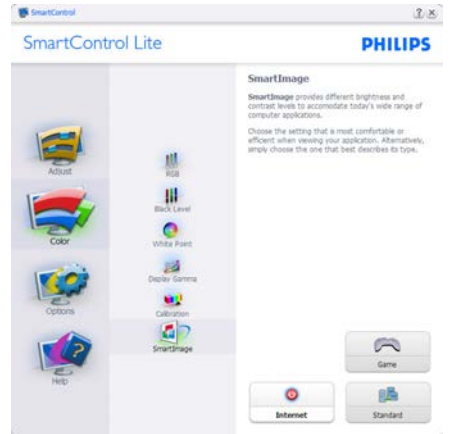 SmartControl
SmartControl Lite
PHILIPS
Adjust
Color
Options
Help
RGB
Black Level
White Point
Display Gamma
Calibration
SmartImage
SmartImage
SmartImage provides different brightness and
contrast levels to accomodate today's wide range of
computer applications.
Choose the setting that is most comfortable or
efficient when viewing your application. Alternatively,
simply choose the one that best describes its type.
Game
Internet
Standard